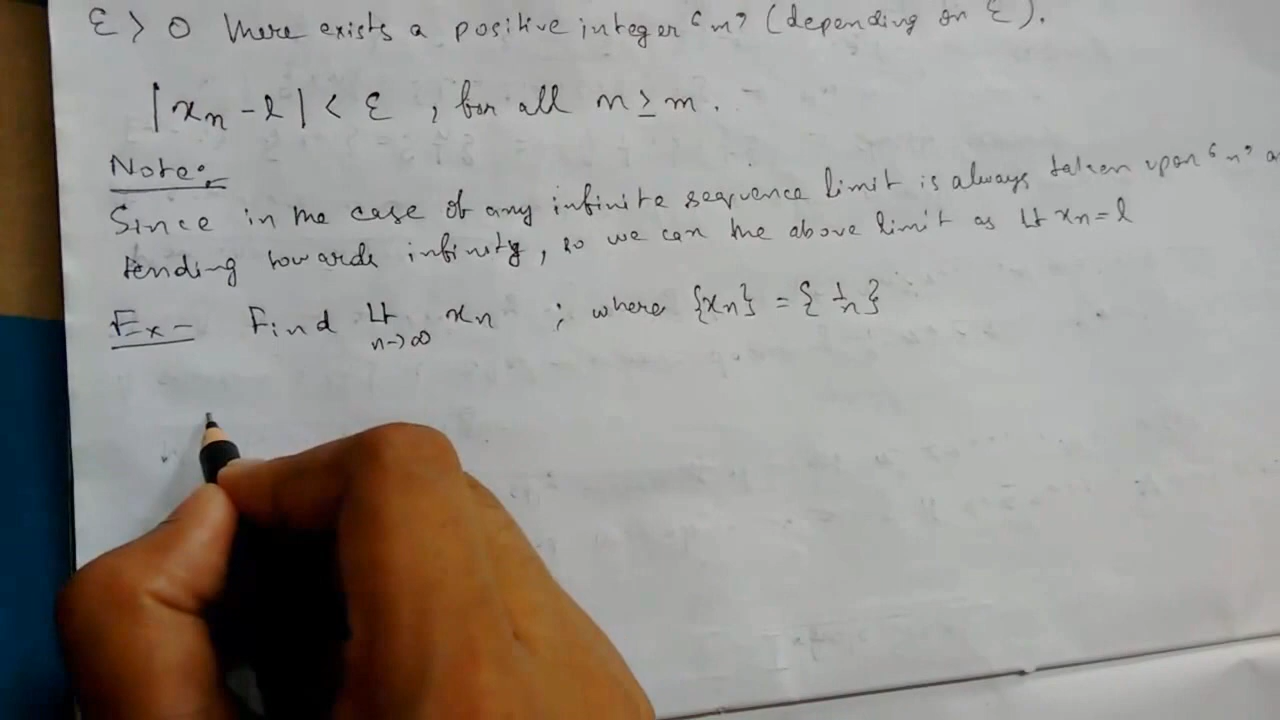 ε > 0 there exists a positive integer ‘m’ (depending on ε).
|xₙ - l| < ε , for all n ≥ m.
Note:-
Since in the case of any infinite sequence limit is always taken upon ‘n’ a
tending towards infinity, so we can the above limit as Lt xₙ = l
Ex- Find Lt xₙ ; where {xₙ} = {1/n}
n→∞